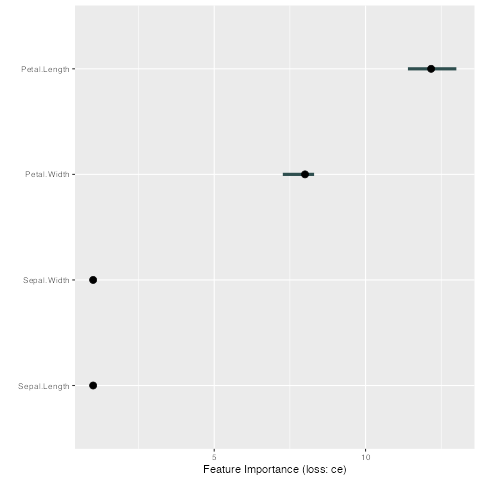 Petal.Length
Petal.Width
Sepal.Width
Sepal.Length
5 10
Feature Importance (loss: ce)